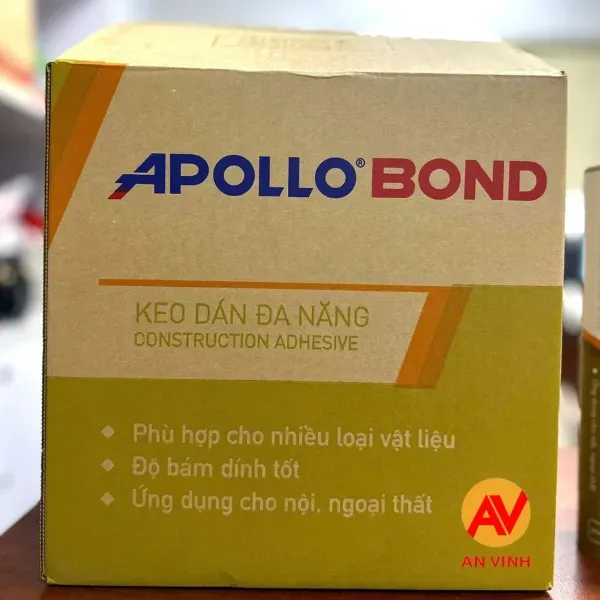 APOLLO® BOND
KEO DÁN ĐA NĂNG
CONSTRUCTION ADHESIVE
Phù hợp cho nhiều loại vật liệu
Độ bám dính tốt
Ứng dụng cho nội, ngoại thất
AV
AN VINH